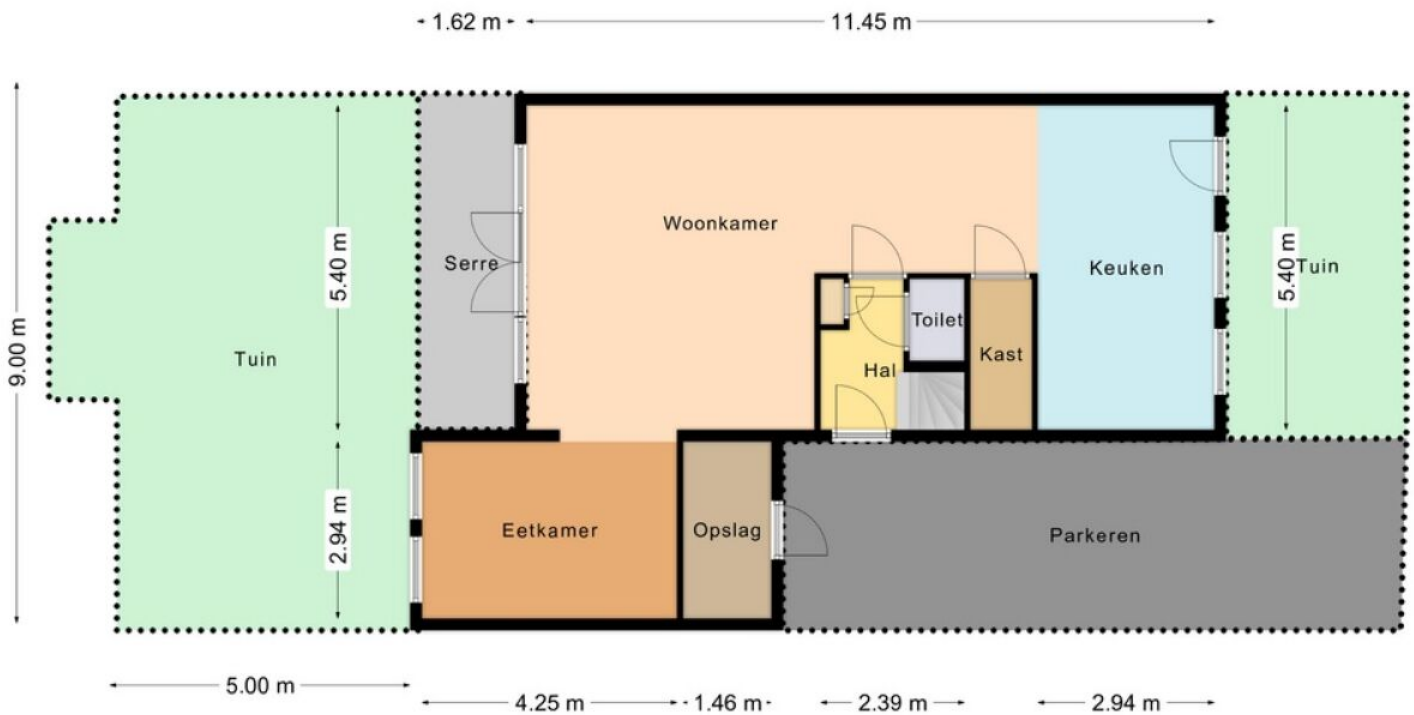 1.62 m
11.45 m
9.00 m
5.40 m
2.94 m
Tuin
Serre
Woonkamer
Keuken
5.40 m
Tuin
Toilet
Kast
Hal
Eetkamer
Opslag
Parkeren
5.00 m
4.25 m
1.46 m
2.39 m
2.94 m